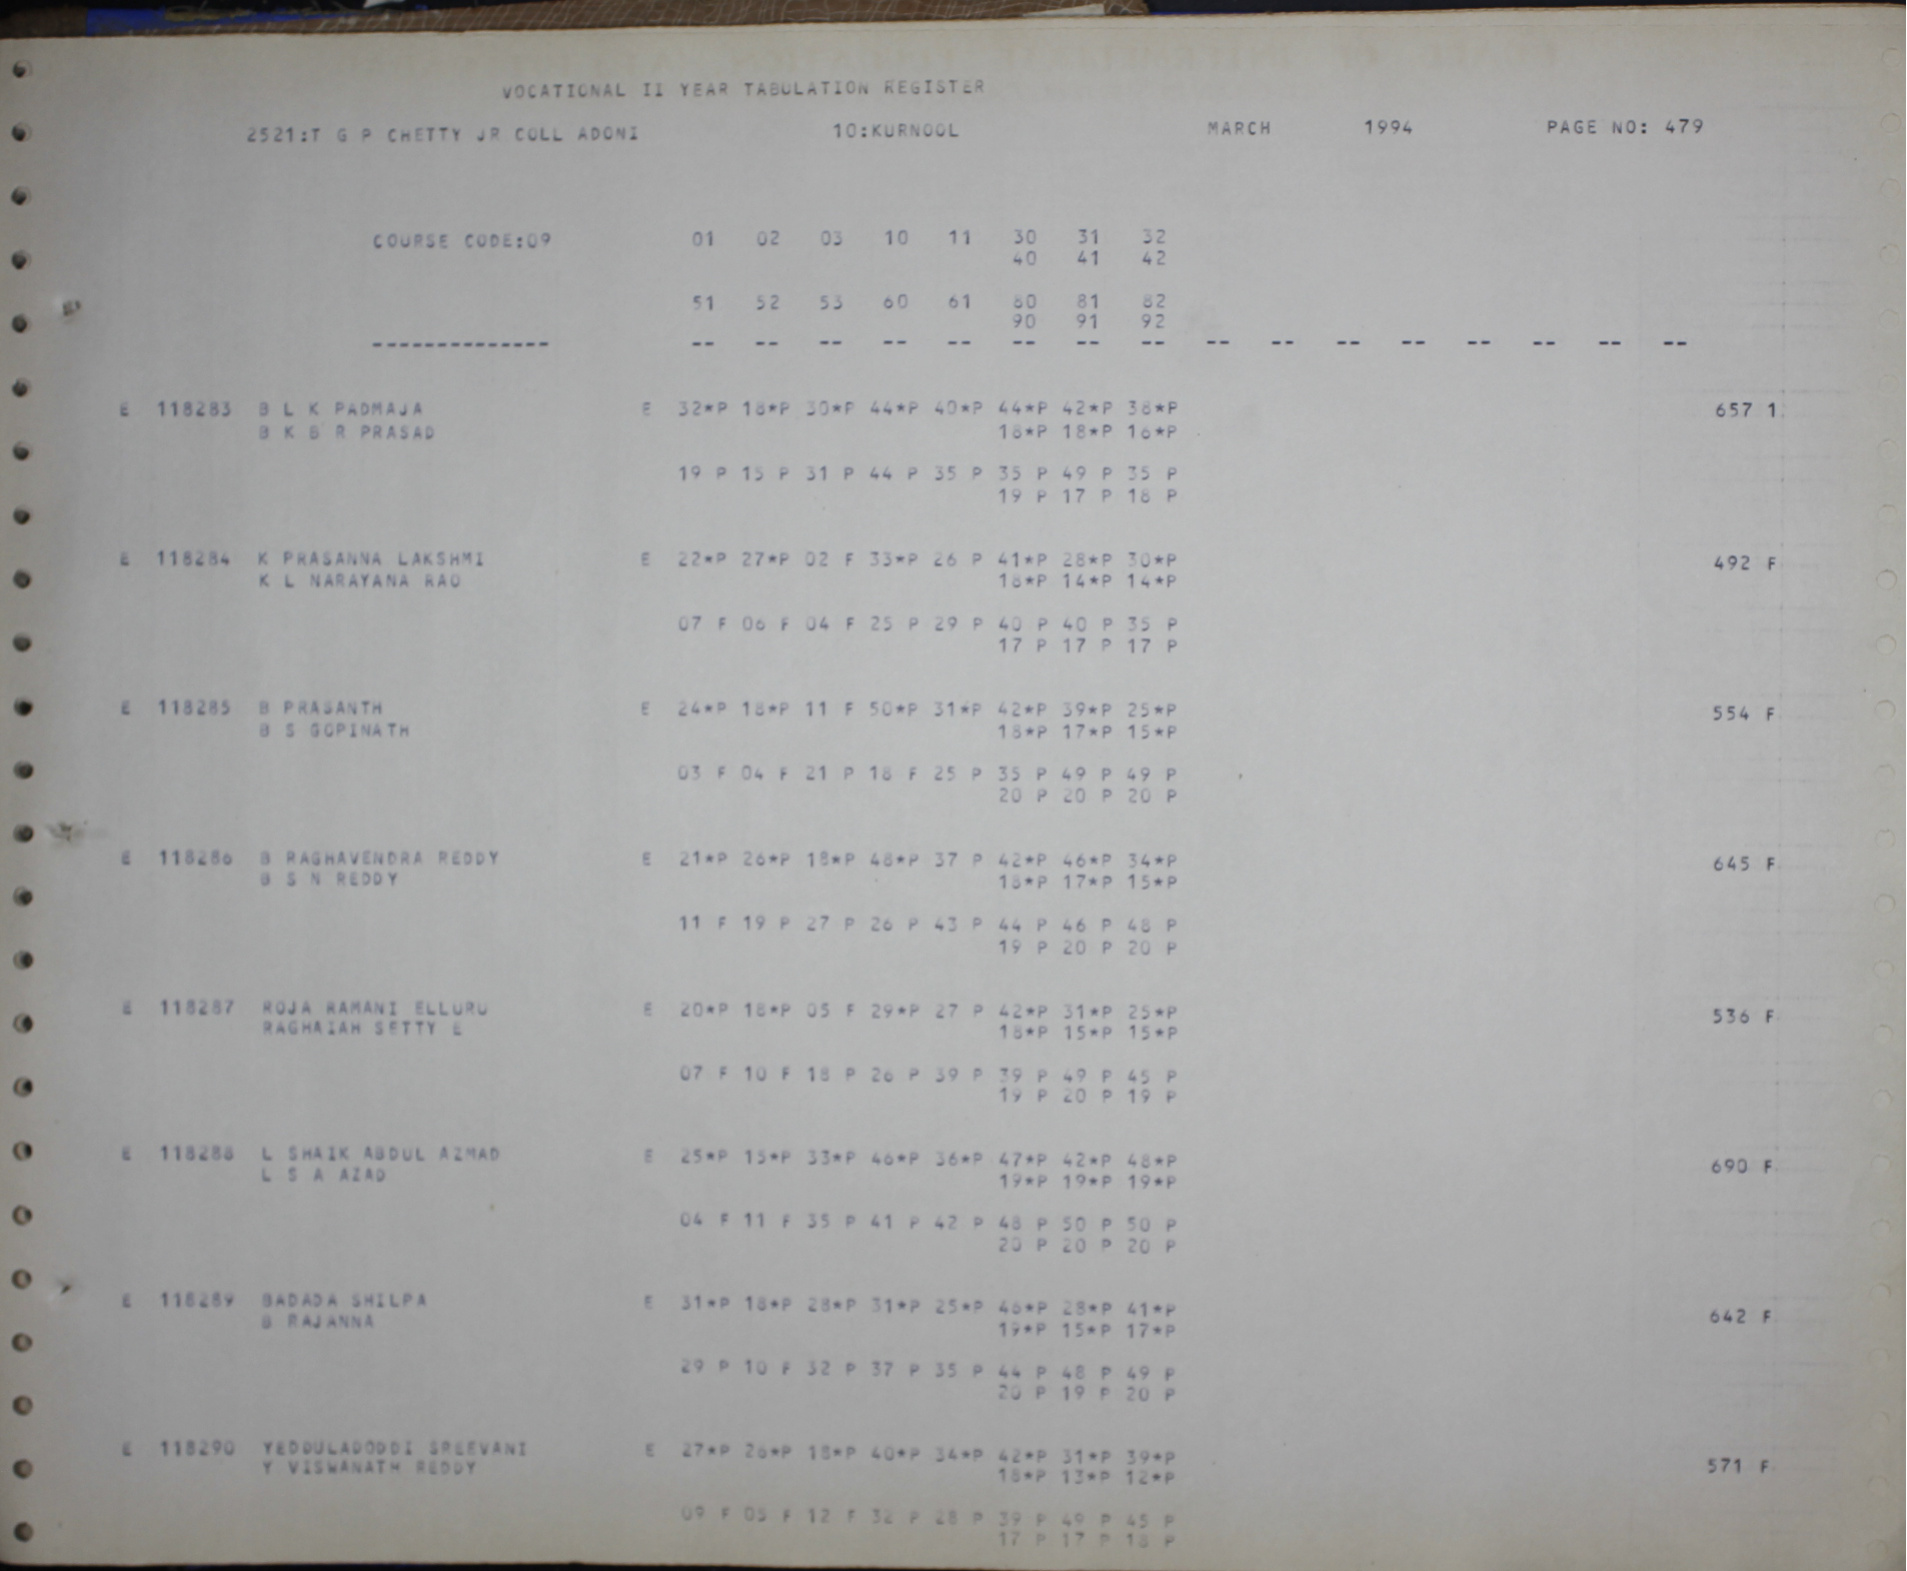 VOCATIONAL II YEAR TABULATION REGISTER
2521:T G P CHETTY JR COLL ADONI 10:KURNOOL MARCH 1994 PAGE NO: 479
COURSE CODE:09 01 02 03 10 11 30 31 32
40 41 42
51 52 53 60 61 80 81 82
90 91 92
-------------- -- -- -- -- -- -- -- -- -- -- -- -- -- -- -- --
E 118283 B L K PADMAJA E 32*P 18*P 30*P 44*P 40*P 44*P 42*P 38*P 657 1
B K B R PRASAD 18*P 18*P 16*P
19 P 15 P 31 P 44 P 35 P 35 P 49 P 35 P
19 P 17 P 18 P
E 118284 K PRASANNA LAKSHMI E 22*P 27*P 02 F 33*P 26 P 41*P 28*P 30*P 492 F
K L NARAYANA RAO 18*P 14*P 14*P
07 F 06 F 04 F 25 P 29 P 40 P 40 P 35 P
17 P 17 P 17 P
E 118285 B PRASANTH E 24*P 18*P 11 F 50*P 31*P 42*P 39*P 25*P 554 F
B S GOPINATH 18*P 17*P 15*P
03 F 04 F 21 P 18 F 25 P 35 P 49 P 49 P
20 P 20 P 20 P
E 118286 B RAGHAVENDRA REDDY E 21*P 26*P 18*P 48*P 37 P 42*P 46*P 34*P 645 F
B S N REDDY 18*P 17*P 15*P
11 F 19 P 27 P 26 P 43 P 44 P 46 P 48 P
19 P 20 P 20 P
E 118287 ROJA RAMANI ELLURU E 20*P 18*P 05 F 29*P 27 P 42*P 31*P 25*P 536 F
RAGHAIAH SETTY E 18*P 15*P 15*P
07 F 10 F 18 P 26 P 39 P 39 P 49 P 45 P
19 P 20 P 19 P
E 118288 L SHAIK ABDUL AZMAD E 25*P 15*P 33*P 46*P 36*P 47*P 42*P 48*P 690 F
L S A AZAD 19*P 19*P 19*P
04 F 11 F 35 P 41 P 42 P 48 P 50 P 50 P
20 P 20 P 20 P
E 118289 BADADA SHILPA E 31*P 18*P 28*P 31*P 25*P 46*P 28*P 41*P 642 F
B RAJANNA 19*P 15*P 17*P
29 P 10 F 32 P 37 P 35 P 44 P 48 P 49 P
20 P 19 P 20 P
E 118290 YEDDULADODDI SREEVANI E 27*P 26*P 18*P 40*P 34*P 42*P 31*P 39*P 571 F
Y VISWANATH REDDY 18*P 13*P 12*P
09 F 05 F 12 F 32 P 28 P 39 P 49 P 45 P
17 P 17 P 18 P